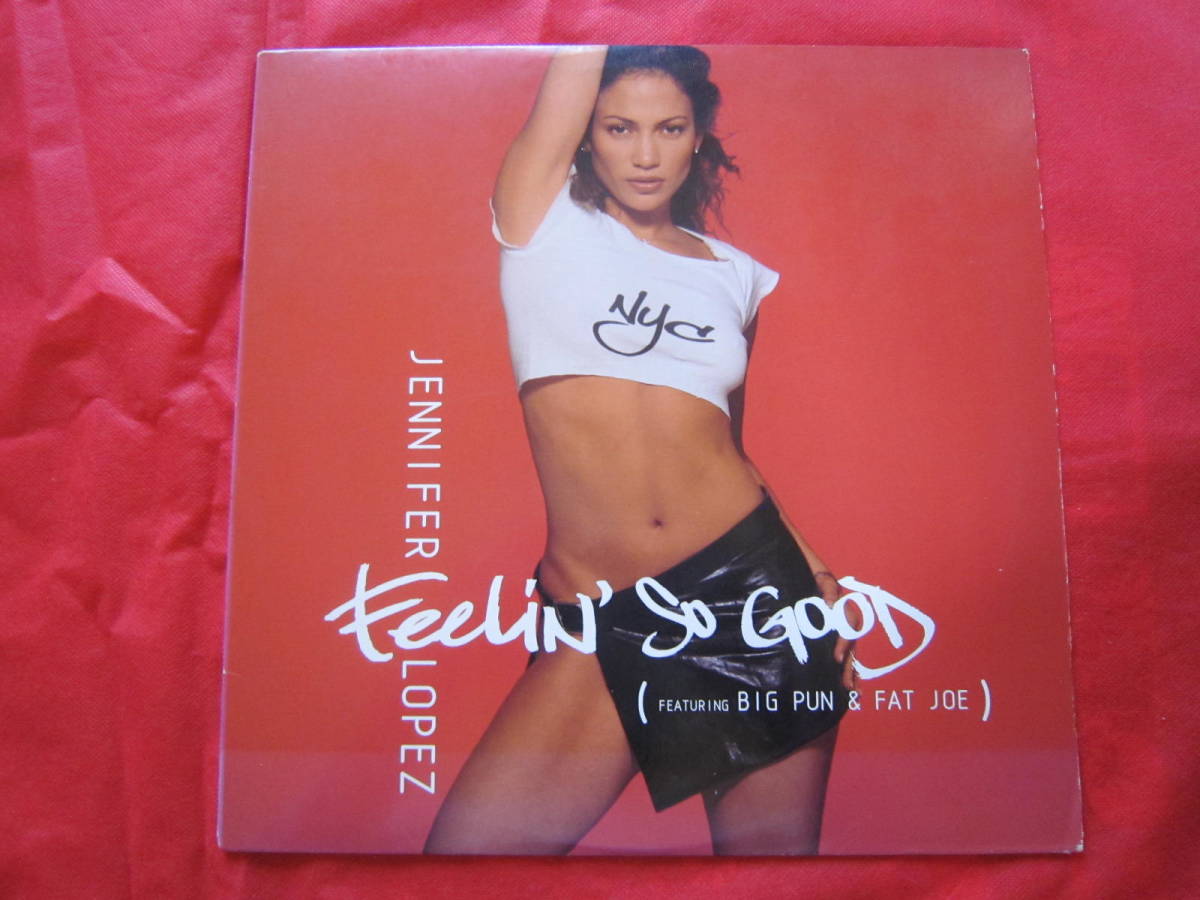 NYC
JENNIFER LOPEZ
Feelin' So Good
( FEATURING BIG PUN & FAT JOE )